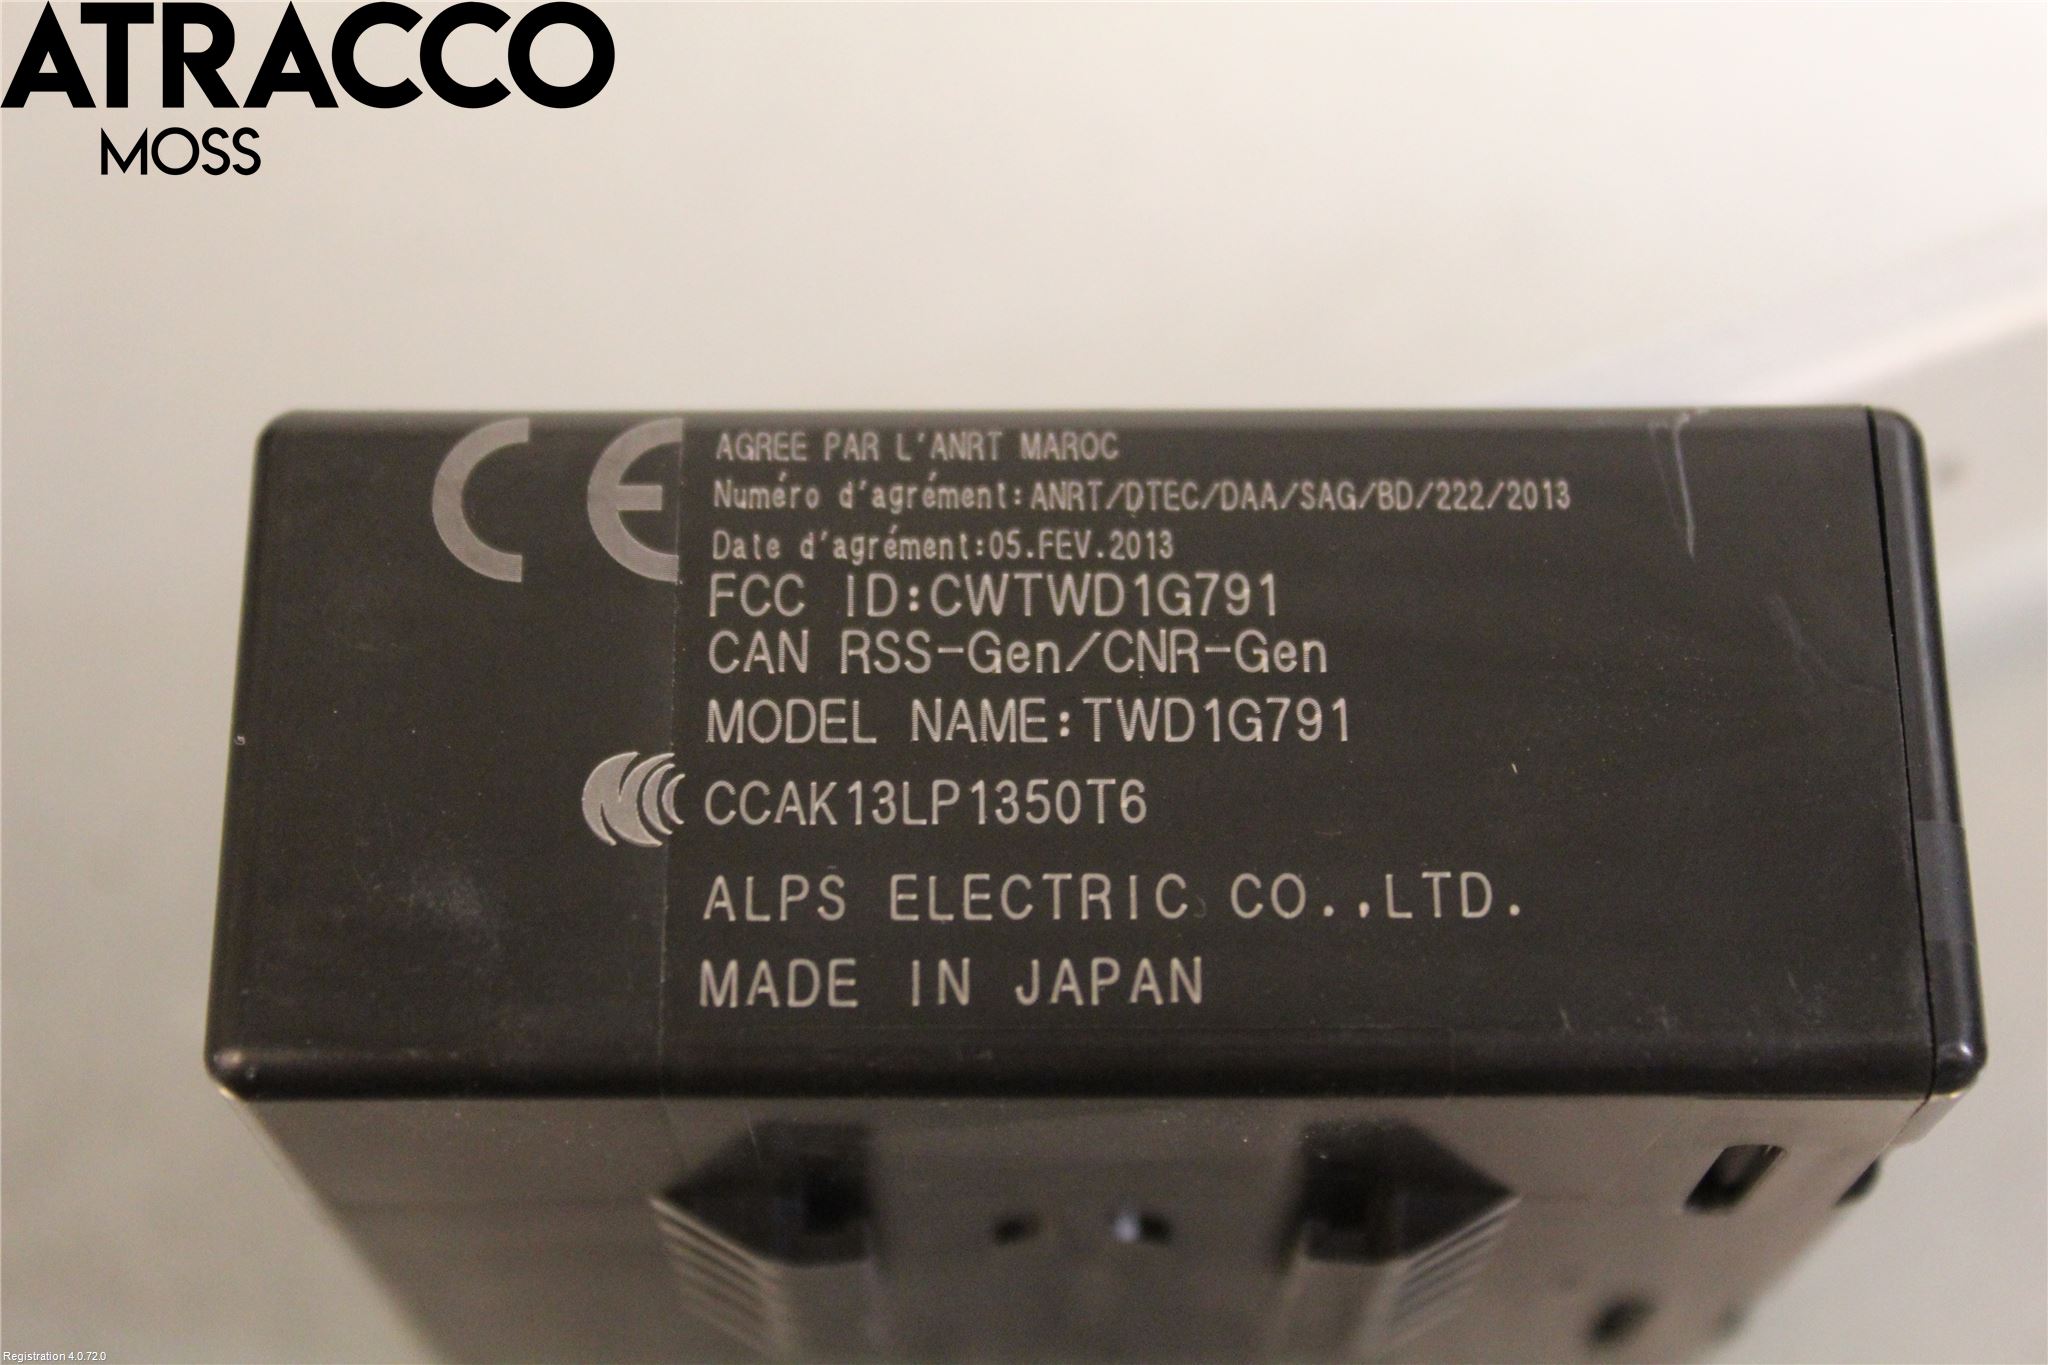 ATRACCO
MOSS
CE
AGREE PAR L'ANRT MAROC
Numéro d'agrément:ANRT/DTEC/DAA/SAG/BD/222/2013
Date d'agrément:05.FEV.2013
FCC ID:CWTWD1G791
CAN RSS-Gen/CNR-Gen
MODEL NAME:TWD1G791
CCAK13LP1350T6
ALPS ELECTRIC CO.,LTD.
MADE IN JAPAN
Registration 4.0.72.0